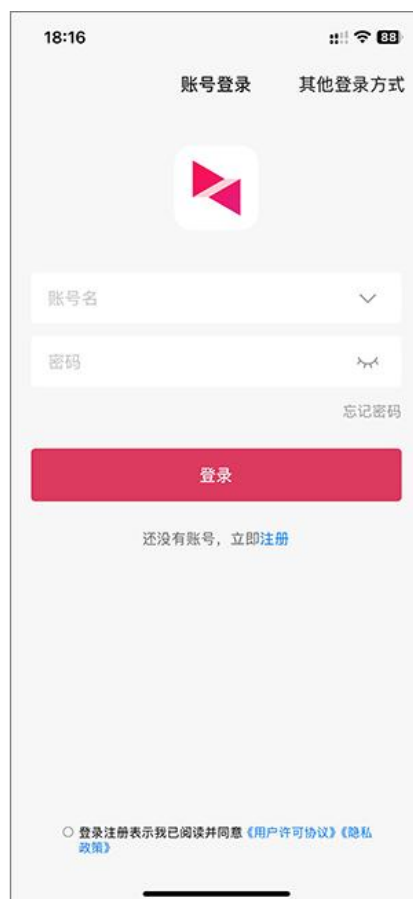 18:16
88
账号登录 其他登录方式
账号名
密码
忘记密码
登录
还没有账号，立即注册
登录注册表示我已阅读并同意《用户许可协议》《隐私
政策》